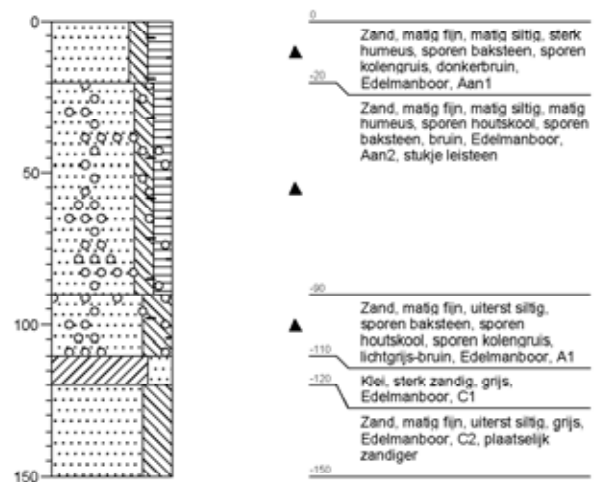 0
50
100
150
0
Zand, matig fijn, matig siltig, sterk
humeus, sporen baksteen, sporen
kolengruis, donkerbruin,
Edelmanboor, Aan1
-20
Zand, matig fijn, matig siltig, matig
humeus, sporen houtskool, sporen
baksteen, bruin, Edelmanboor,
Aan2, stukje leisteen
-90
Zand, matig fijn, uiterst siltig,
sporen baksteen, sporen
houtskool, sporen kolengruis,
lichtgrijs-bruin, Edelmanboor, A1
-110
Klei, sterk zandig, grijs,
Edelmanboor, C1
-120
Zand, matig fijn, uiterst siltig, grijs,
Edelmanboor, C2, plaatselijk
zandiger
-150